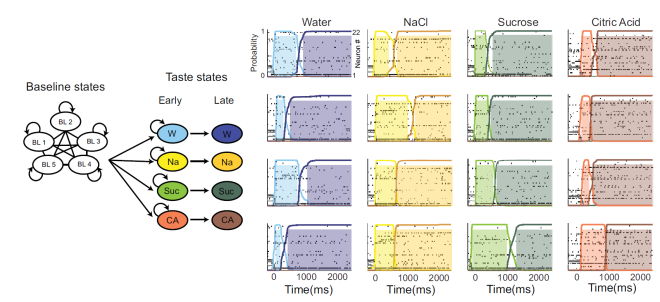 Water NaCl Sucrose Citric Acid
Probability
1
0
22
Neuron #
1
Baseline states
BL 1
BL 2
BL 3
BL 4
BL 5
Taste states
Early Late
W W
Na Na
Suc Suc
CA CA
0 1000 2000
0 1000 2000
0 1000 2000
0 1000 2000
Time(ms) Time(ms) Time(ms) Time(ms)